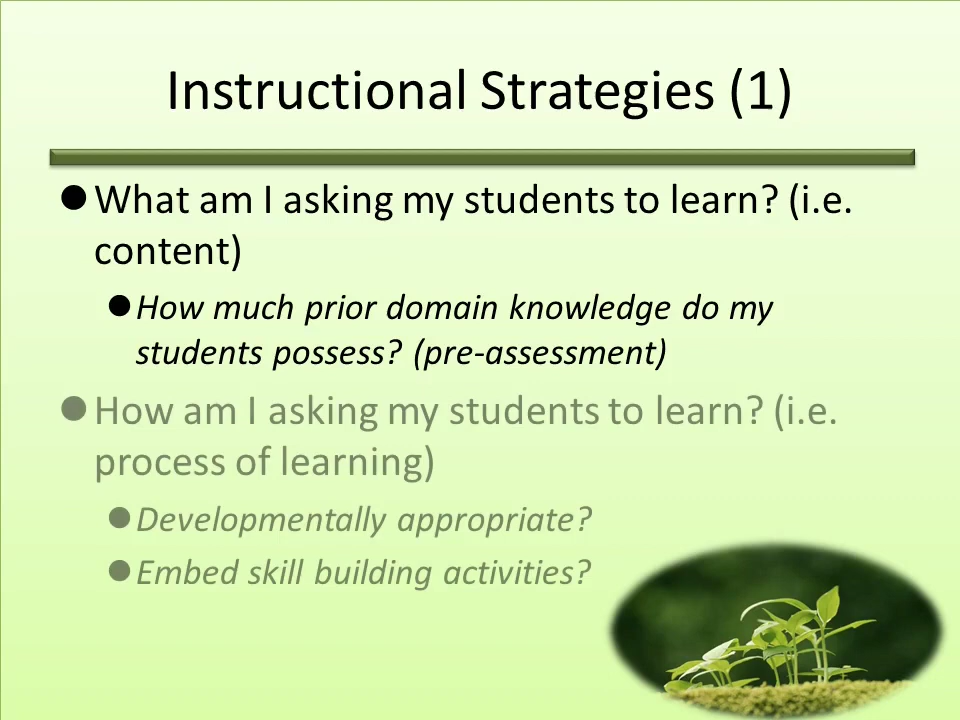 Instructional Strategies (1)
What am I asking my students to learn? (i.e.
content)
How much prior domain knowledge do my
students possess? (pre-assessment)
How am I asking my students to learn? (i.e.
process of learning)
Developmentally appropriate?
Embed skill building activities?